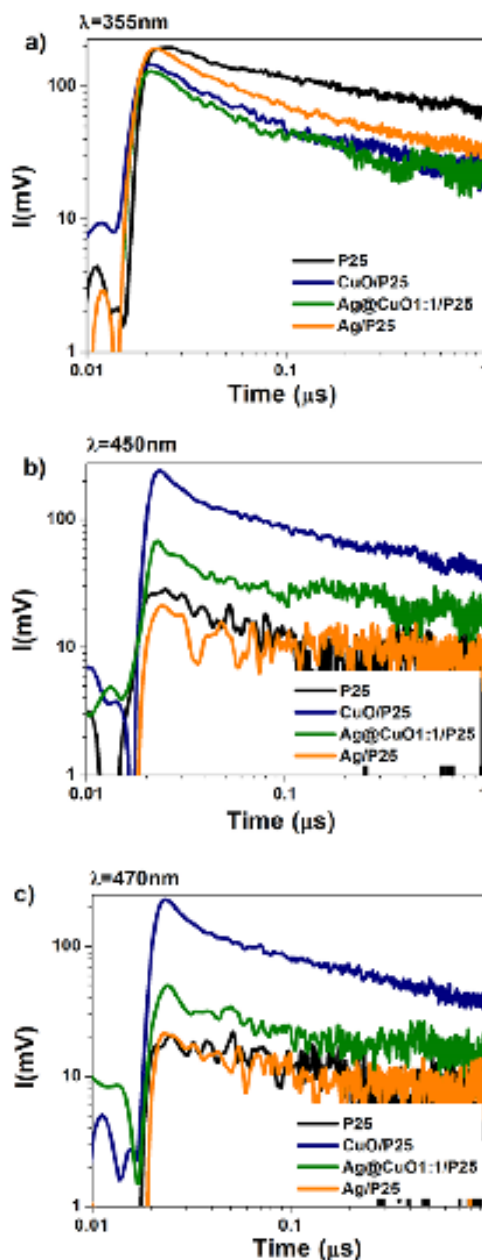 λ=355nm
a)
100
10
1
I(mV)
P25
CuO/P25
Ag@CuO1:1/P25
Ag/P25
0.01
0.1
Time (μs)
λ=450nm
b)
100
10
1
I(mV)
P25
CuO/P25
Ag@CuO1:1/P25
Ag/P25
0.01
0.1
Time (μs)
λ=470nm
c)
100
10
1
I(mV)
P25
CuO/P25
Ag@CuO1:1/P25
Ag/P25
0.01
0.1
Time (μs)